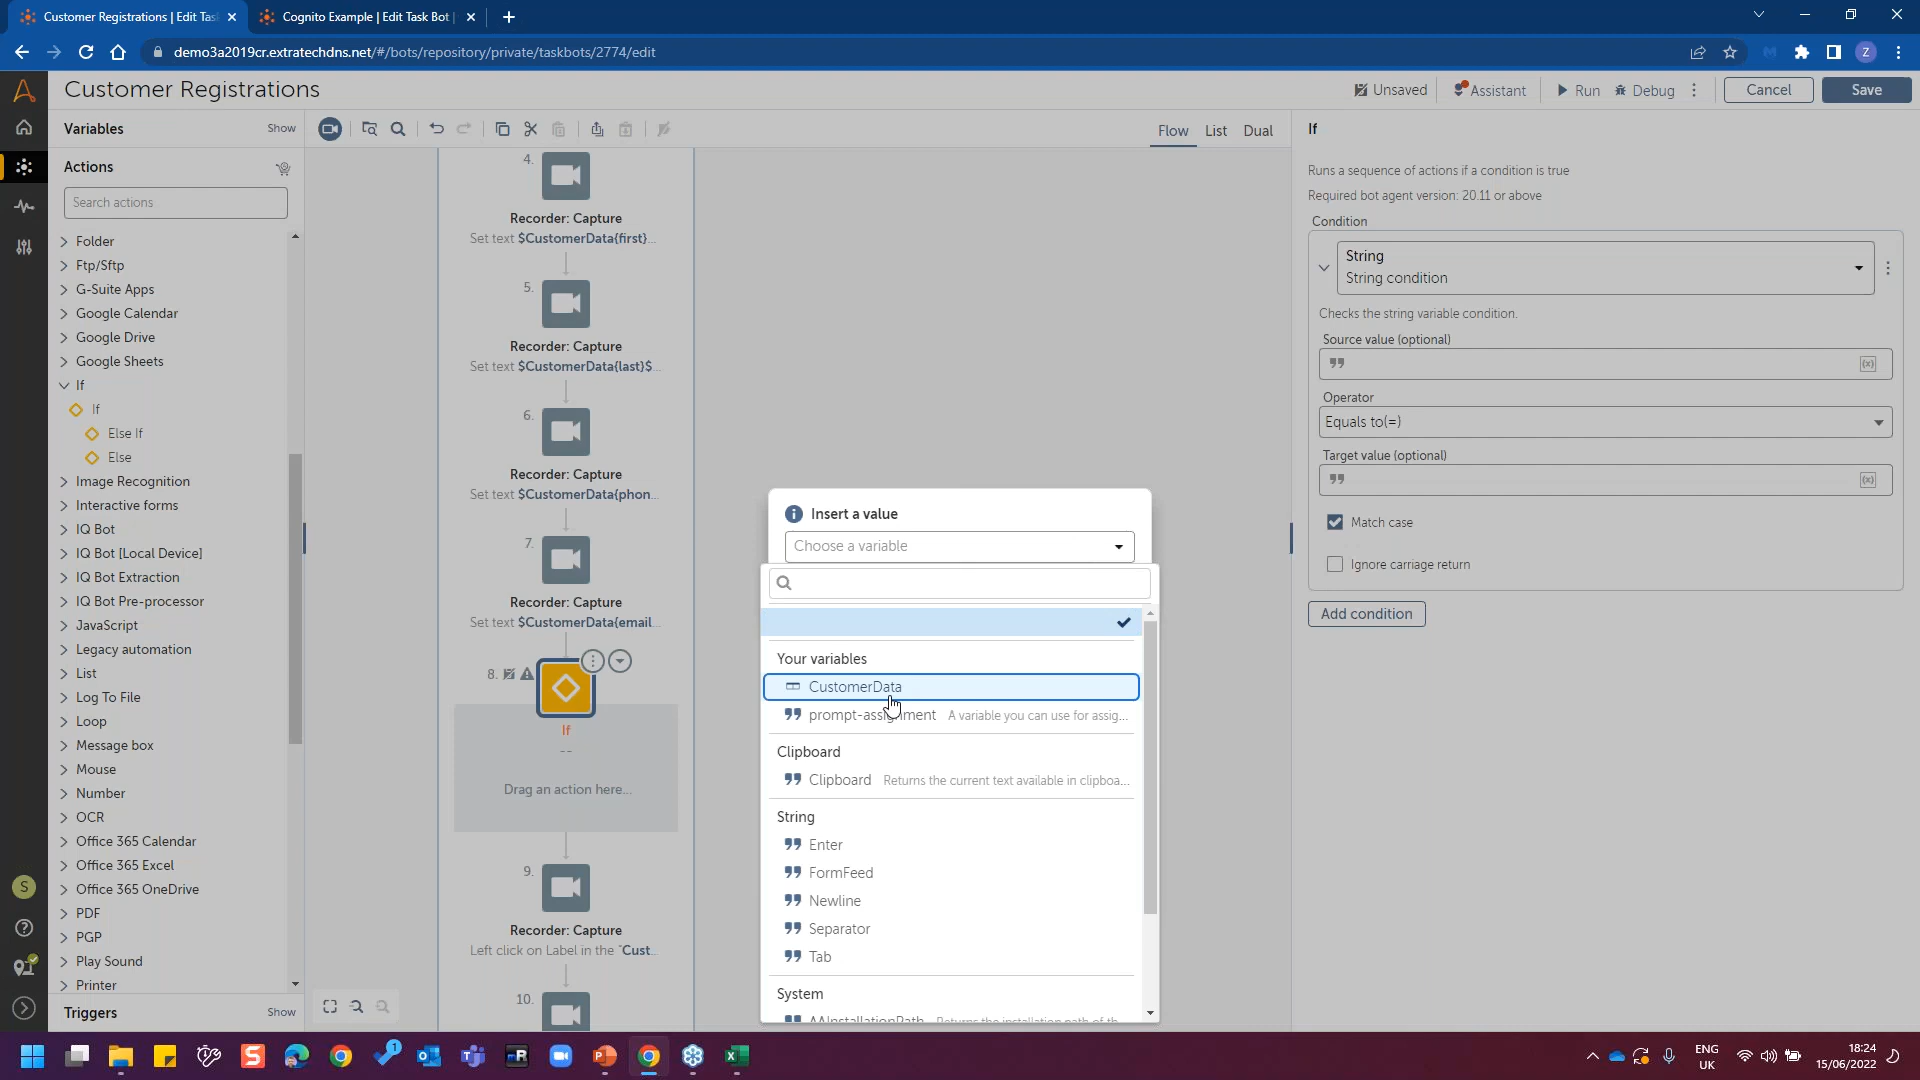 Customer Registrations | Edit Tas
Cognito Example | Edit Task Bot |
demo3a2019cr.extratechdns.net/#/bots/repository/private/taskbots/2774/edit
Z
Customer Registrations
Unsaved
Assistant
Run
Debug
Cancel
Save
Variables
Show
Flow
List
Dual
If
Actions
Search actions
Folder
Ftp/Sftp
G-Suite Apps
Google Calendar
Google Drive
Google Sheets
If
If
Else If
Else
Image Recognition
Interactive forms
IQ Bot
IQ Bot [Local Device]
IQ Bot Extraction
IQ Bot Pre-processor
JavaScript
Legacy automation
List
Log To File
Loop
Message box
Mouse
Number
OCR
Office 365 Calendar
Office 365 Excel
Office 365 OneDrive
PDF
PGP
Play Sound
Printer
Triggers
Show
S
4.
Recorder: Capture
Set text $CustomerData{first}...
5.
Recorder: Capture
Set text $CustomerData{last}$...
6.
Recorder: Capture
Set text $CustomerData{phon...
7.
Recorder: Capture
Set text $CustomerData{email...
8.
If
--
Drag an action here...
9.
Recorder: Capture
Left click on Label in the "Cust...
10.
Insert a value
Choose a variable
Your variables
CustomerData
prompt-assignment A variable you can use for assig...
Clipboard
Clipboard Returns the current text available in clipboa...
String
Enter
FormFeed
Newline
Separator
Tab
System
AAInstallationPath Returns the installation path of th...
Runs a sequence of actions if a condition is true
Required bot agent version: 20.11 or above
Condition
String
String condition
Checks the string variable condition.
Source value (optional)
(x)
Operator
Equals to(=)
Target value (optional)
(x)
Match case
Ignore carriage return
Add condition
1
ENG
UK
18:24
15/06/2022